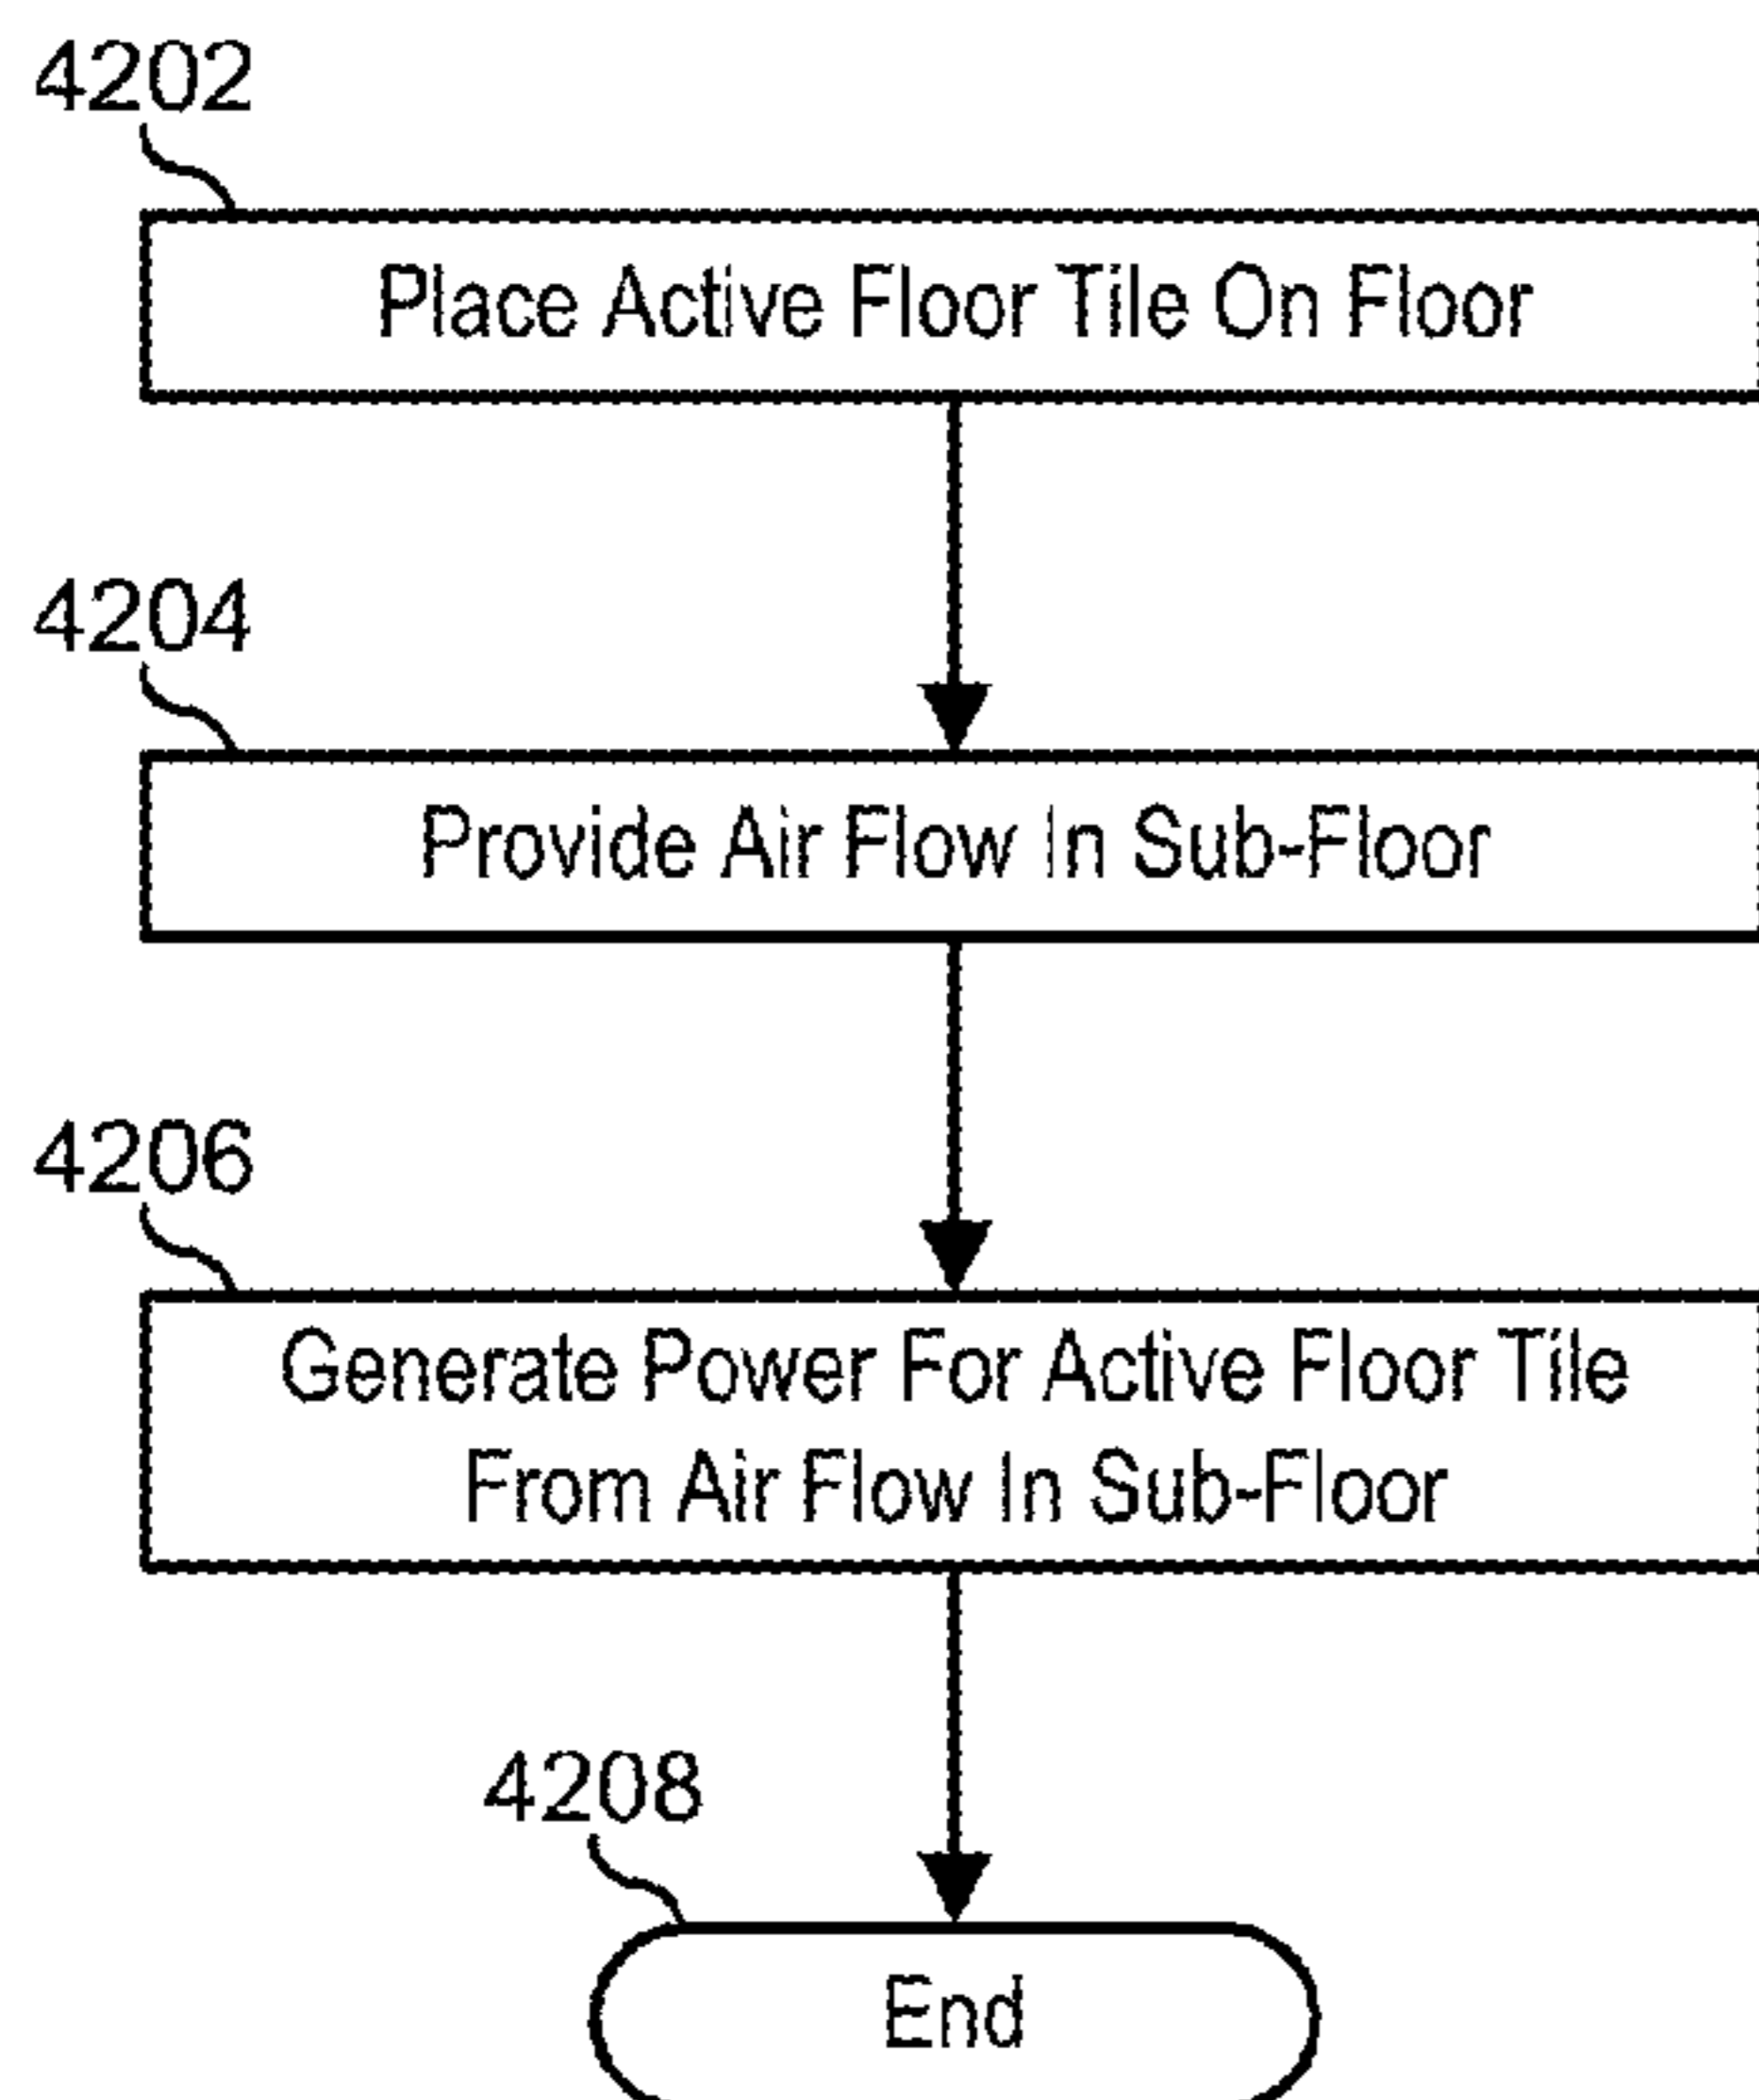 4202
Place Active Floor Tile On Floor
4204
Provide Air Flow In Sub-Floor
4206
Generate Power For Active Floor Tile
From Air Flow In Sub-Floor
4208
End